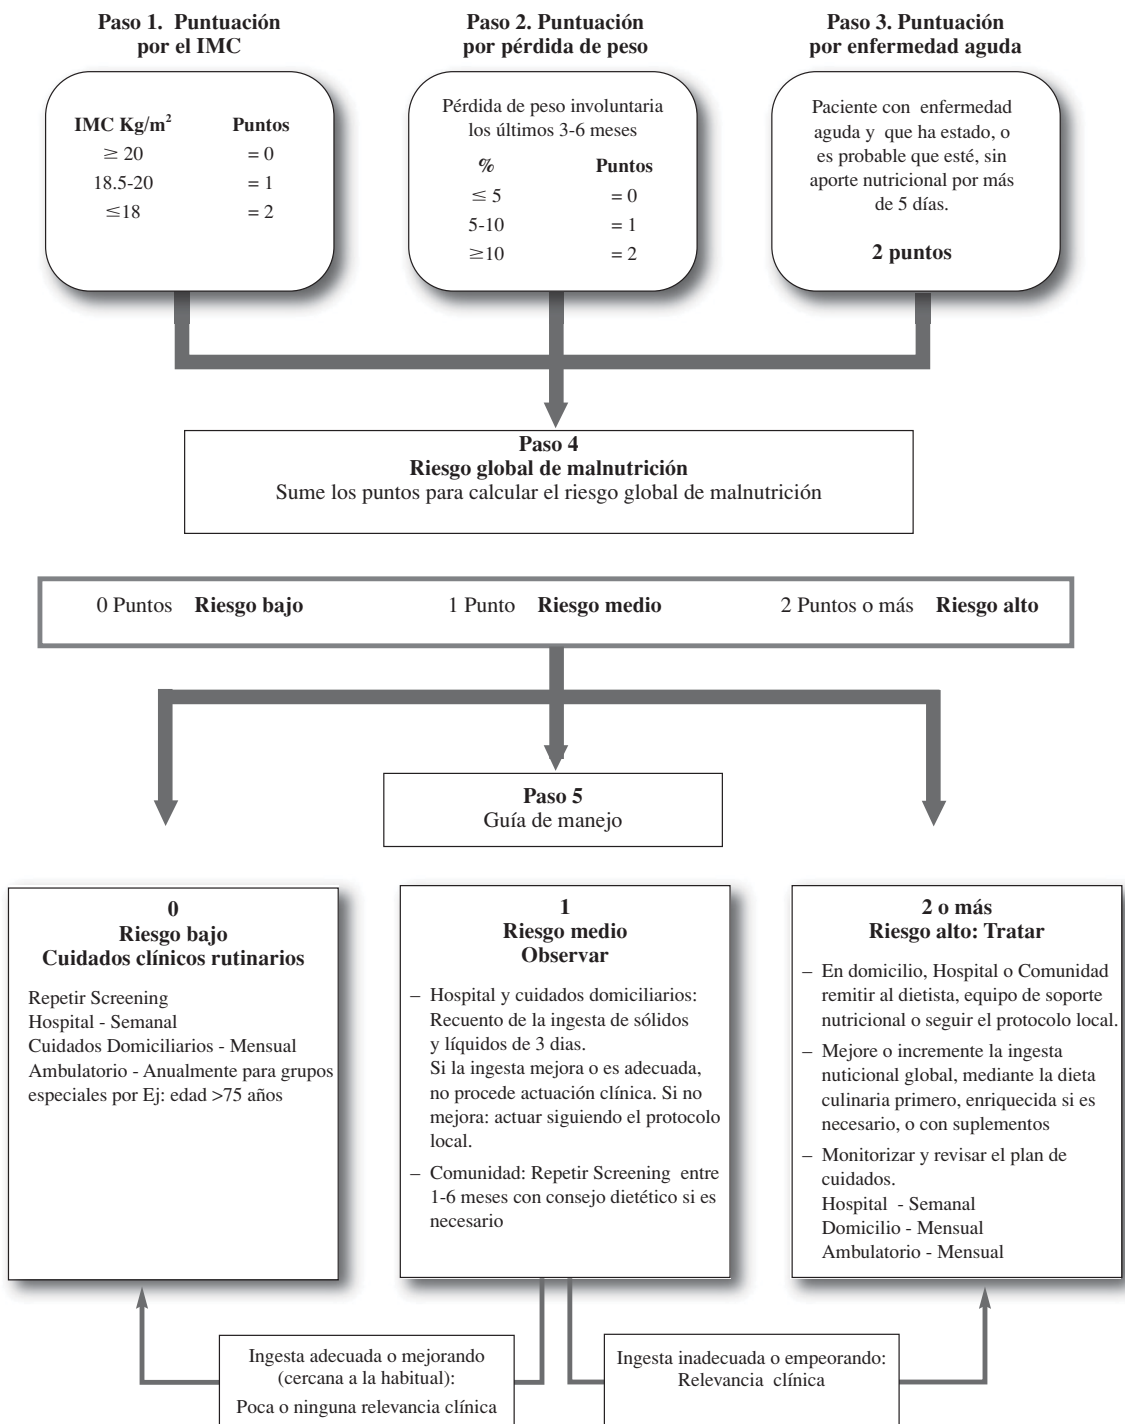 Paso 1. Puntuación
por el IMC
IMC Kg/m² Puntos
≥ 20 = 0
18.5-20 = 1
≤18 = 2
Paso 2. Puntuación
por pérdida de peso
Pérdida de peso involuntaria
los últimos 3-6 meses
% Puntos
≤ 5 = 0
5-10 = 1
≥10 = 2
Paso 3. Puntuación
por enfermedad aguda
Paciente con enfermedad
aguda y que ha estado, o
es probable que esté, sin
aporte nutricional por más
de 5 días.
2 puntos
Paso 4
Riesgo global de malnutrición
Sume los puntos para calcular el riesgo global de malnutrición
0 Puntos Riesgo bajo 1 Punto Riesgo medio 2 Puntos o más Riesgo alto
Paso 5
Guía de manejo
0
Riesgo bajo
Cuidados clínicos rutinarios
Repetir Screening
Hospital - Semanal
Cuidados Domiciliarios - Mensual
Ambulatorio - Anualmente para grupos
especiales por Ej: edad >75 años
1
Riesgo medio
Observar
– Hospital y cuidados domiciliarios:
Recuento de la ingesta de sólidos
y líquidos de 3 dias.
Si la ingesta mejora o es adecuada,
no procede actuación clínica. Si no
mejora: actuar siguiendo el protocolo
local.
– Comunidad: Repetir Screening entre
1-6 meses con consejo dietético si es
necesario
2 o más
Riesgo alto: Tratar
– En domicilio, Hospital o Comunidad
remitir al dietista, equipo de soporte
nutricional o seguir el protocolo local.
– Mejore o incremente la ingesta
nuticional global, mediante la dieta
culinaria primero, enriquecida si es
necesario, o con suplementos
– Monitorizar y revisar el plan de
cuidados.
Hospital - Semanal
Domicilio - Mensual
Ambulatorio - Mensual
Ingesta adecuada o mejorando
(cercana a la habitual):
Poca o ninguna relevancia clínica
Ingesta inadecuada o empeorando:
Relevancia clínica